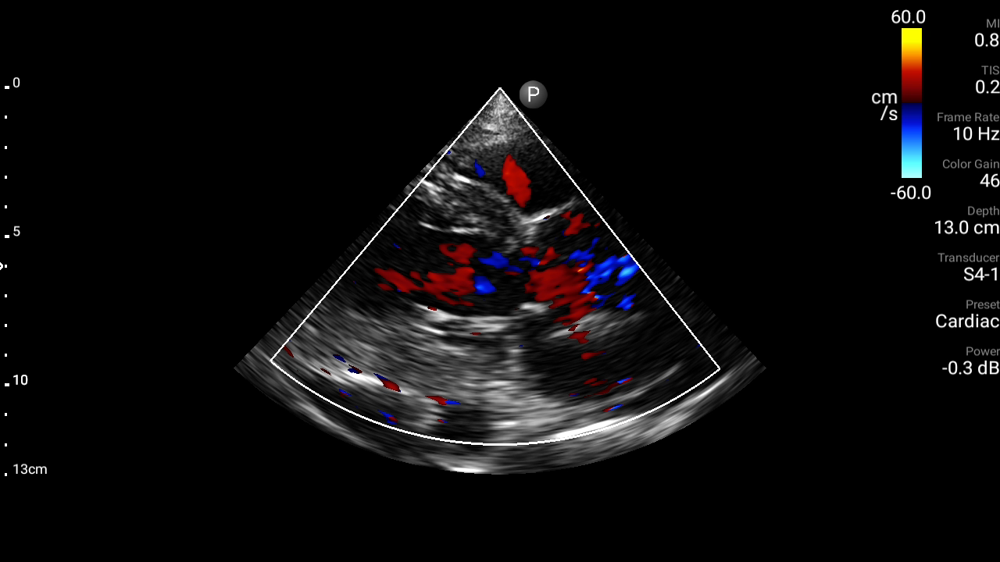 0
5
10
13cm
P
60.0
cm
/s
-60.0
MI
0.8
TIS
0.2
Frame Rate
10 Hz
Color Gain
46
Depth
13.0 cm
Transducer
S4-1
Preset
Cardiac
Power
-0.3 dB